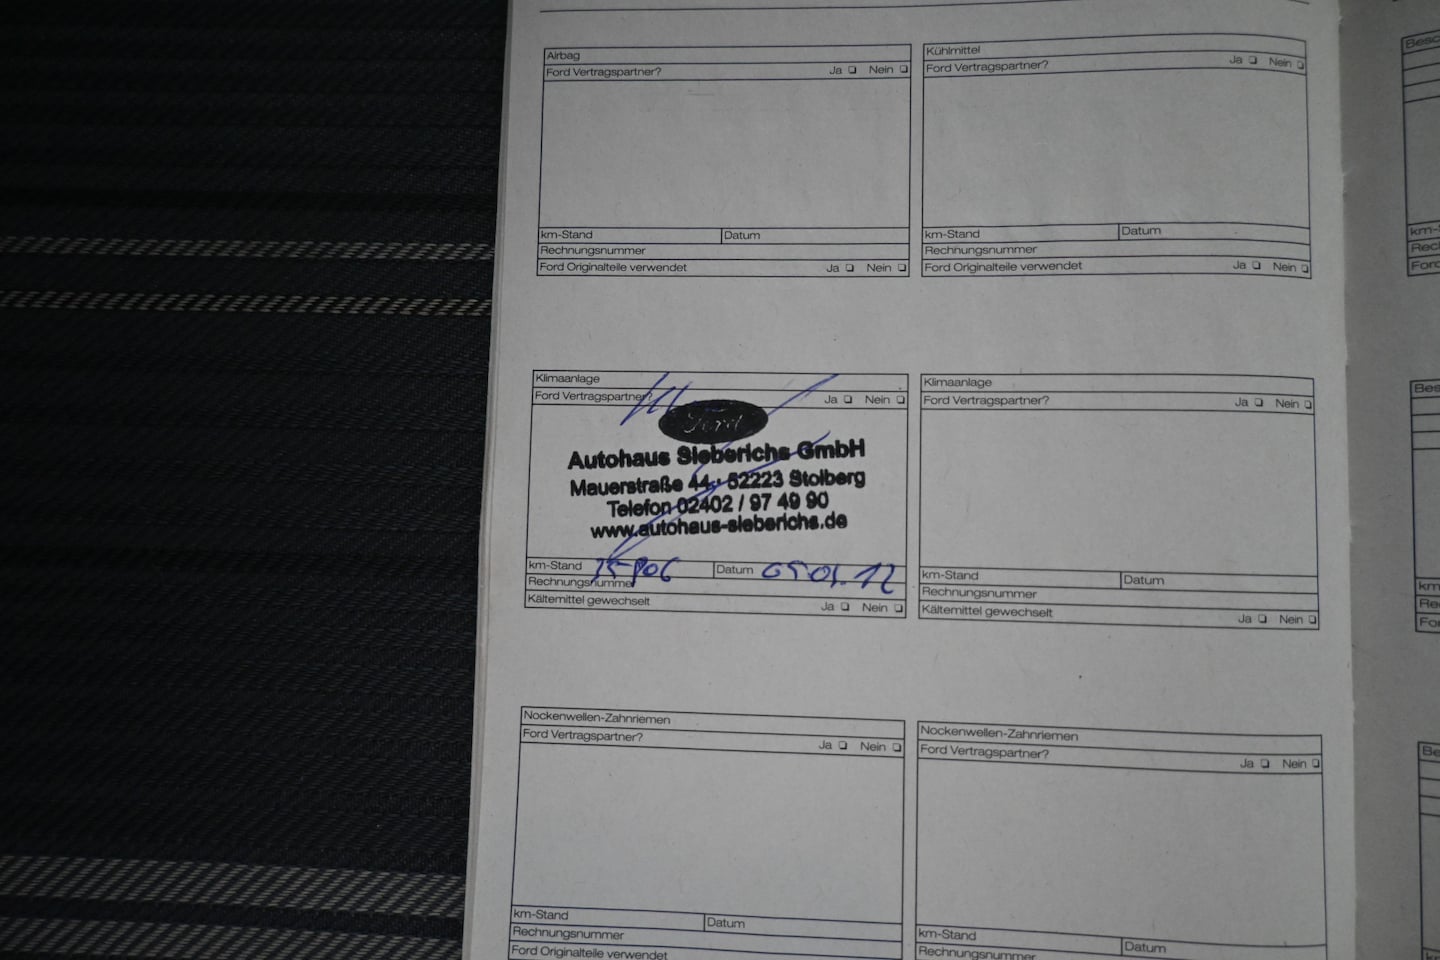 Airbag
Ford Vertragspartner? Ja Nein
km-Stand Datum
Rechnungsnummer
Ford Originalteile verwendet Ja Nein
Kühlmittel
Ford Vertragspartner? Ja Nein
km-Stand Datum
Rechnungsnummer
Ford Originalteile verwendet Ja Nein
Klimaanlage
Ford Vertragspartner? Ja Nein
Ford
Autohaus Sieberichs GmbH
Mauerstraße 44 · 52223 Stolberg
Telefon 02402 / 97 49 90
www.autohaus-sieberichs.de
km-Stand Datum
Rechnungsnummer
Kältemittel gewechselt Ja Nein
Klimaanlage
Ford Vertragspartner? Ja Nein
km-Stand Datum
Rechnungsnummer
Kältemittel gewechselt Ja Nein
Nockenwellen-Zahnriemen
Ford Vertragspartner? Ja Nein
km-Stand Datum
Rechnungsnummer
Ford Originalteile verwendet
Nockenwellen-Zahnriemen
Ford Vertragspartner? Ja Nein
km-Stand Datum
Rechnungsnummer